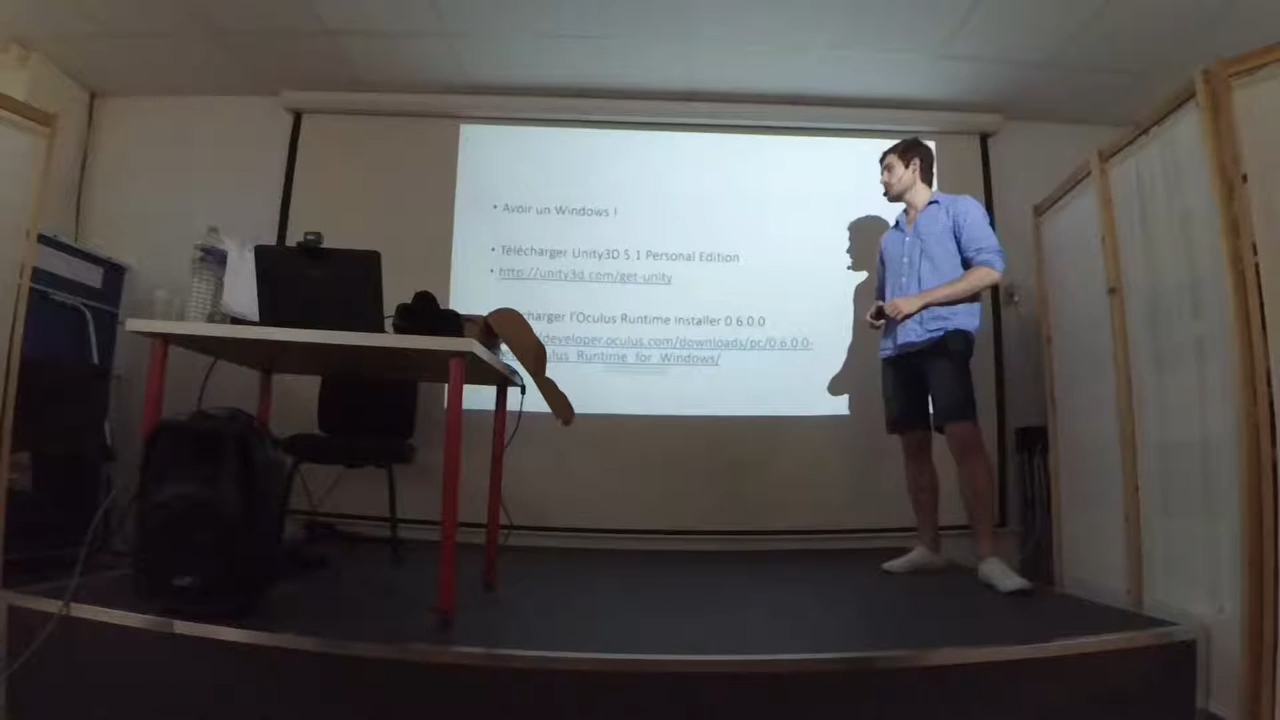 • Avoir un Windows !
• Télécharger Unity3D 5.1 Personal Edition
• http://unity3d.com/get-unity
charger l'Oculus Runtime Installer 0.6.0.0
developer.oculus.com/downloads/pc/0.6.0.0-
Runtime_for_Windows/